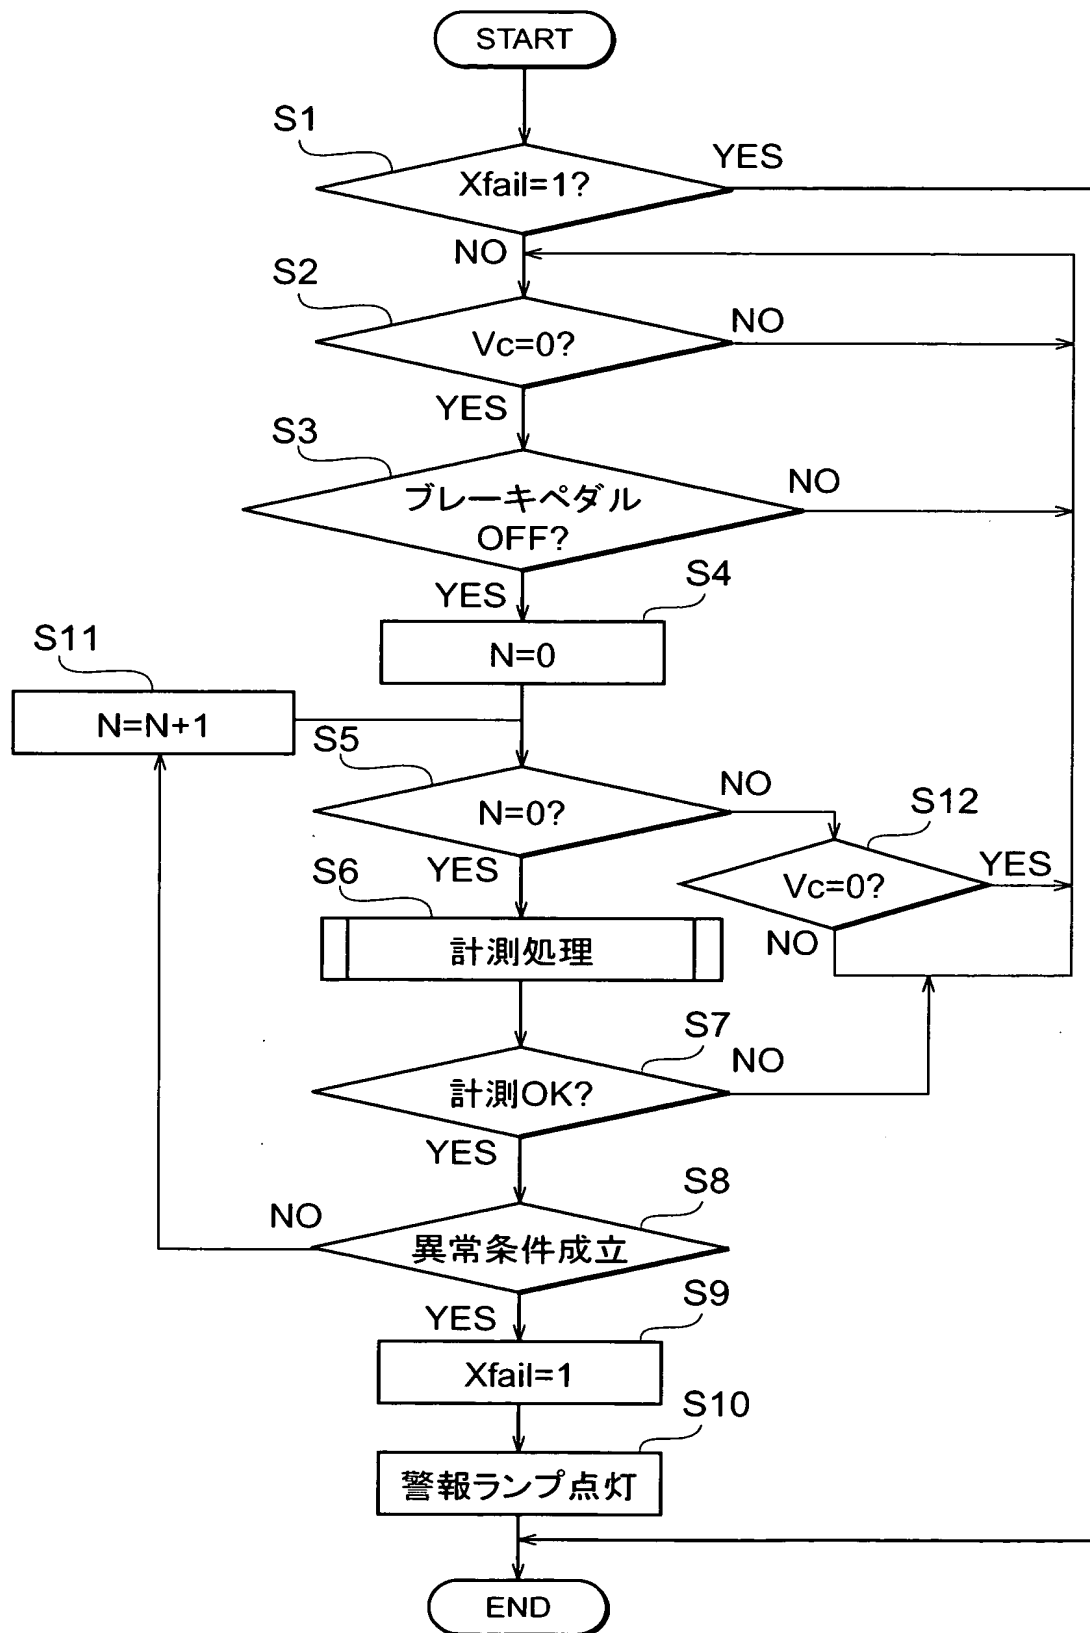 START
S1
Xfail=1?
YES
NO
S2
Vc=0?
NO
YES
S3
ブレーキペダル
OFF?
NO
YES
S4
N=0
S11
N=N+1
S5
N=0?
NO
YES
S12
Vc=0?
YES
NO
S6
計測処理
S7
計測OK?
NO
YES
S8
異常条件成立
NO
YES
S9
Xfail=1
S10
警報ランプ点灯
END